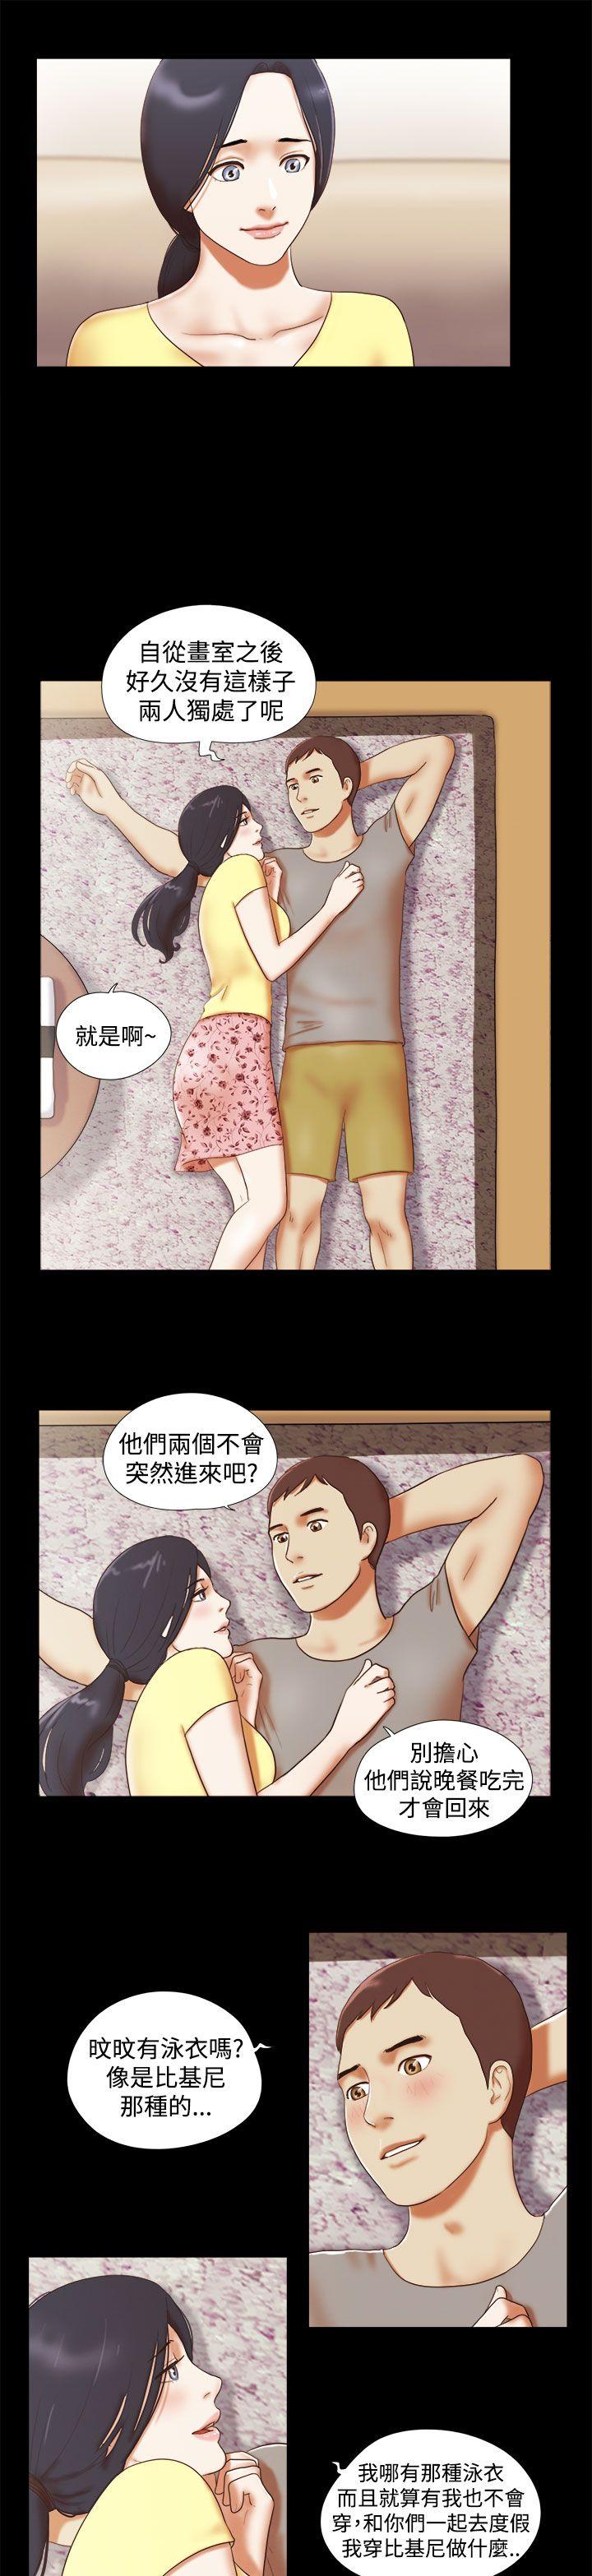 自從畫室之後
好久沒有這樣子
兩人獨處了呢
就是啊~
他們兩個不會
突然進來吧?
別擔心
他們說晚餐吃完
才會回來
旼旼有泳衣嗎?
像是比基尼
那種的...
我哪有那種泳衣
而且就算有我也不會
穿,和你們一起去度假
我穿比基尼做什麼..